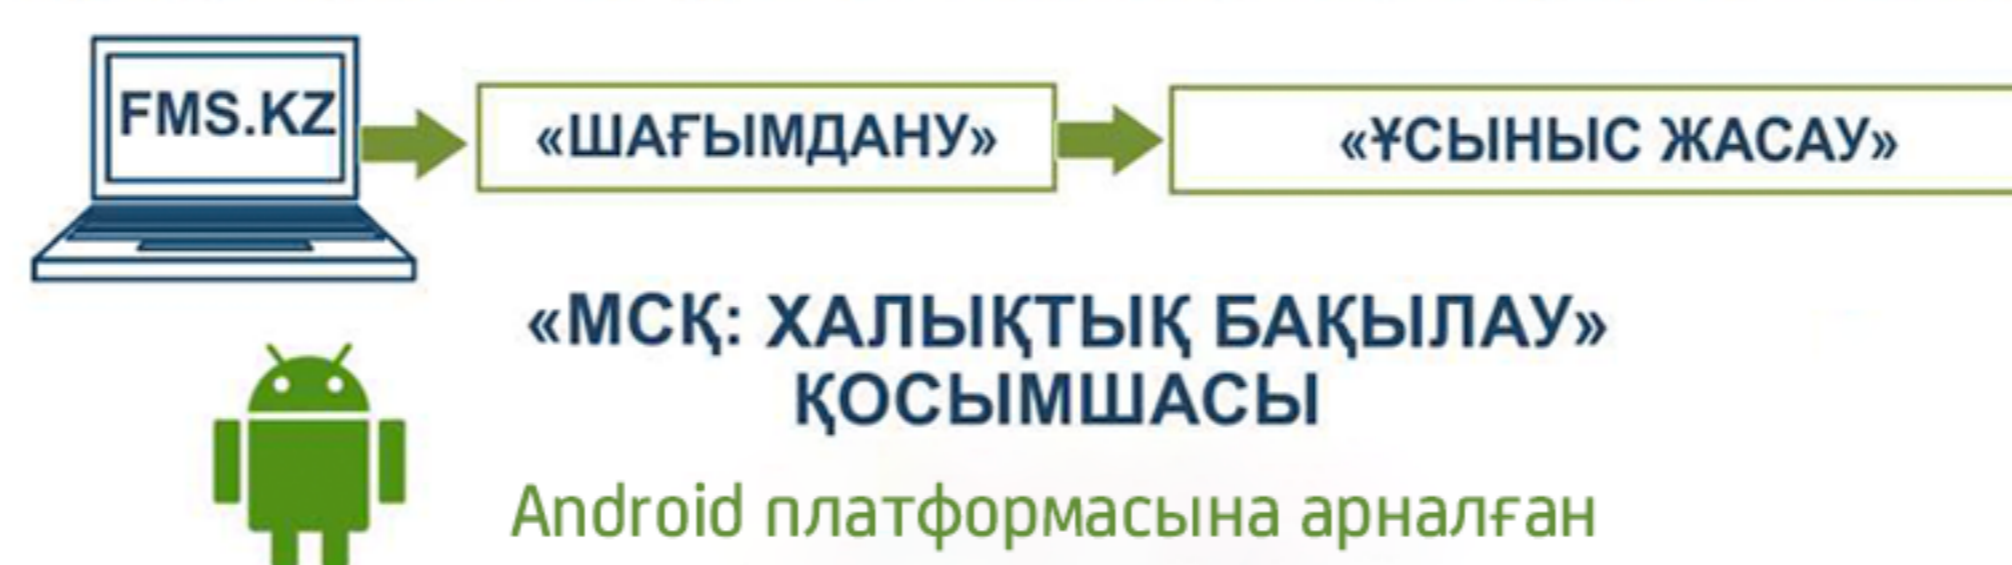 FMS.KZ
«ШАҒЫМДАНУ»
«ҰСЫНЫС ЖАСАУ»
«МСҚ: ХАЛЫҚТЫҚ БАҚЫЛАУ»
ҚОСЫМШАСЫ
Android платформасына арналған